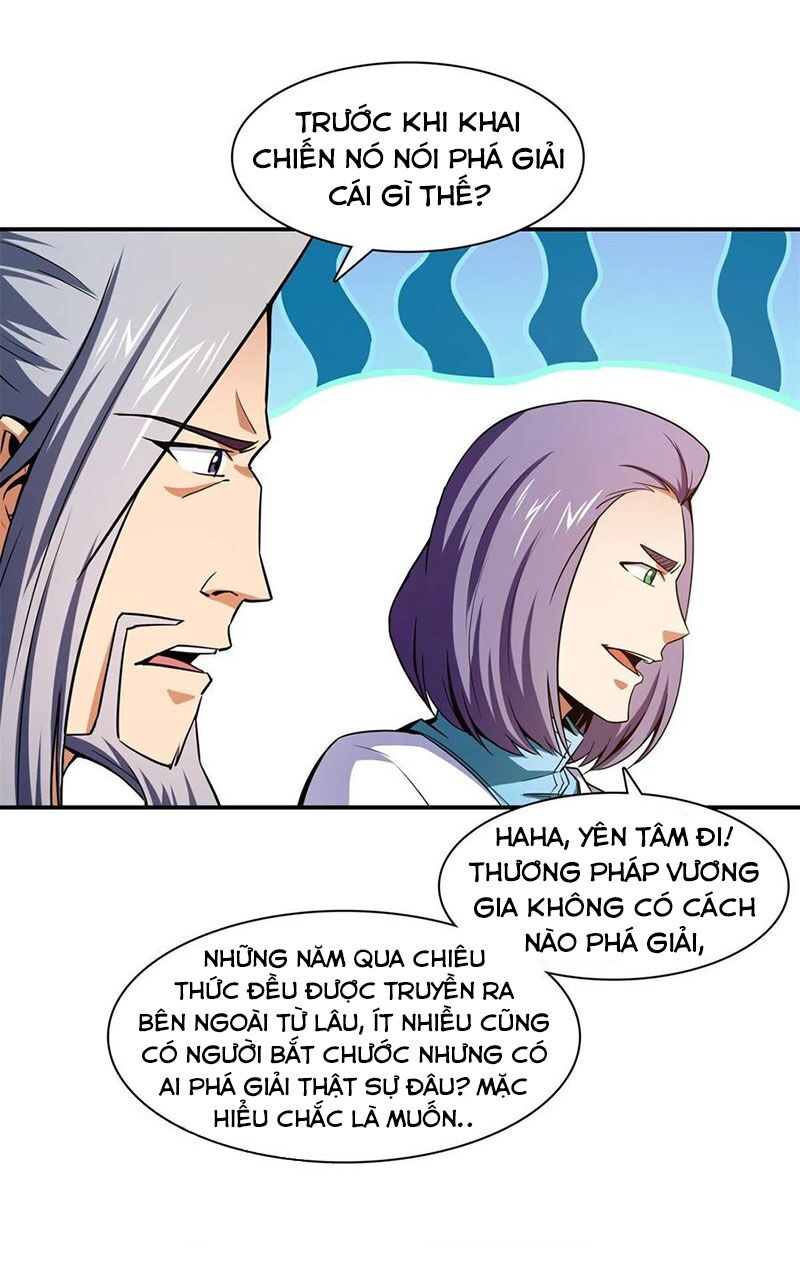 TRƯỚC KHI KHAI
CHIẾN NÓ NÓI PHÁ GIẢI
CÁI GÌ THẾ?
HAHA, YÊN TÂM ĐI!
THƯƠNG PHÁP VƯƠNG
GIA KHÔNG CÓ CÁCH
NÀO PHÁ GIẢI,
NHỮNG NĂM QUA CHIÊU
THỨC ĐỀU ĐƯỢC TRUYỀN RA
BÊN NGOÀI TỪ LÂU, ÍT NHIỀU CŨNG
CÓ NGƯỜI BẮT CHƯỚC NHƯNG CÓ
AI PHÁ GIẢI THẬT SỰ ĐÂU? MẶC
HIỂU CHẮC LÀ MUỐN..